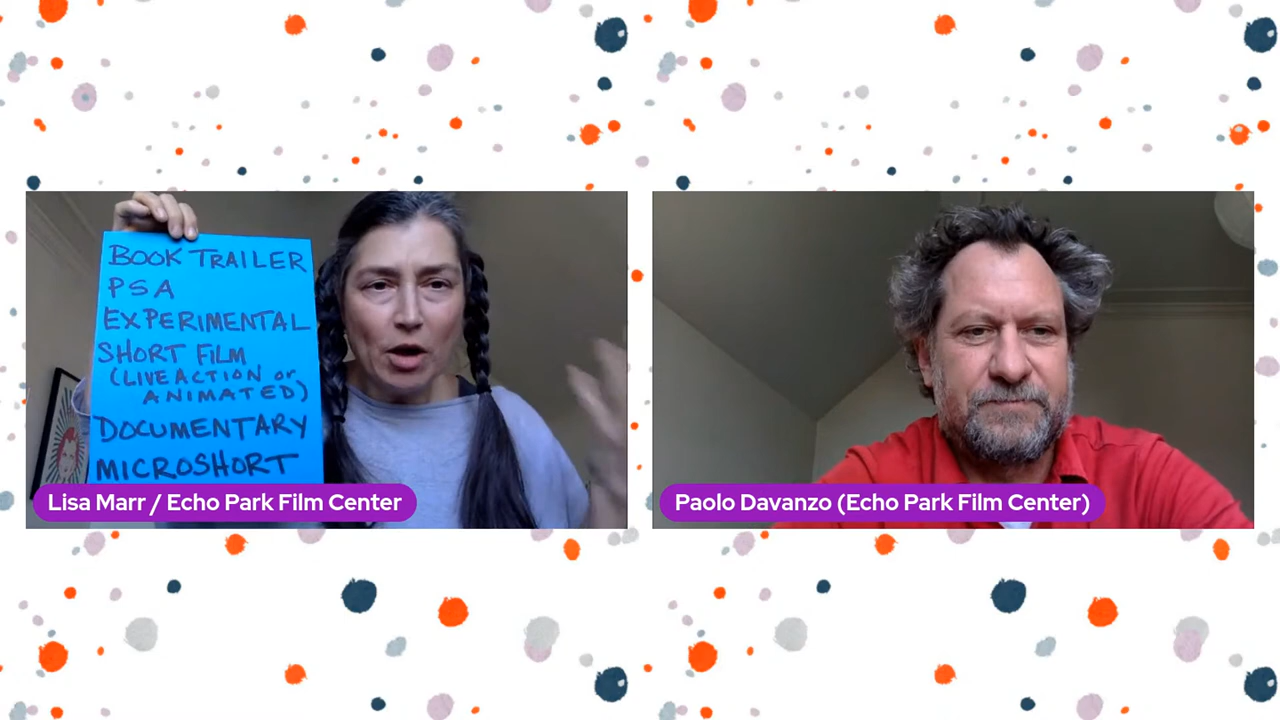 BOOK TRAILER
PSA
EXPERIMENTAL
SHORT FILM
(LIVE ACTION or
ANIMATED)
DOCUMENTARY
MICROSHORT
Lisa Marr / Echo Park Film Center
Paolo Davanzo (Echo Park Film Center)